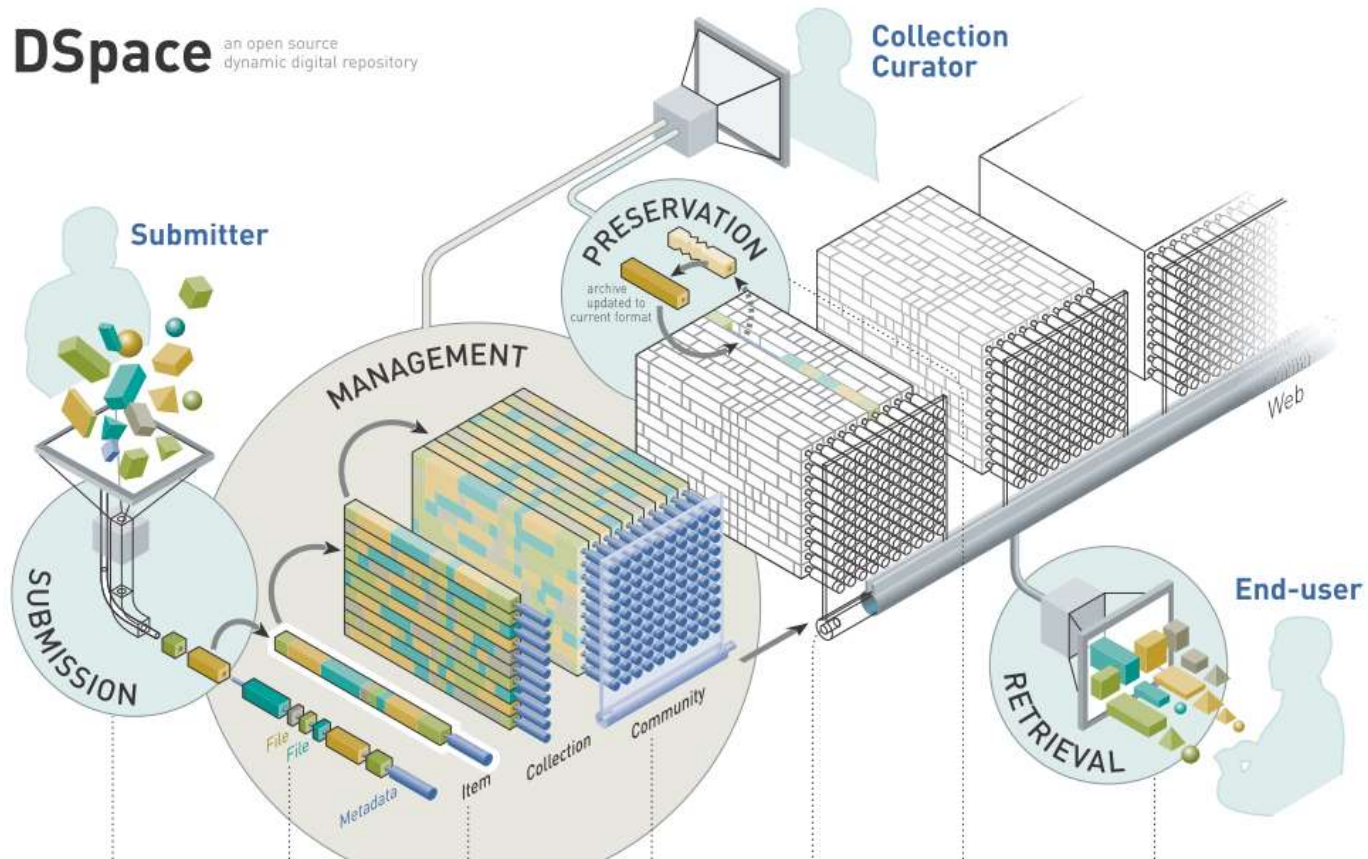 DSpace
an open source
dynamic digital repository
Collection
Curator
Submitter
PRESERVATION
archive
updated to
current format
MANAGEMENT
Web
SUBMISSION
End-user
RETRIEVAL
File
File
Metadata
Item
Collection
Community